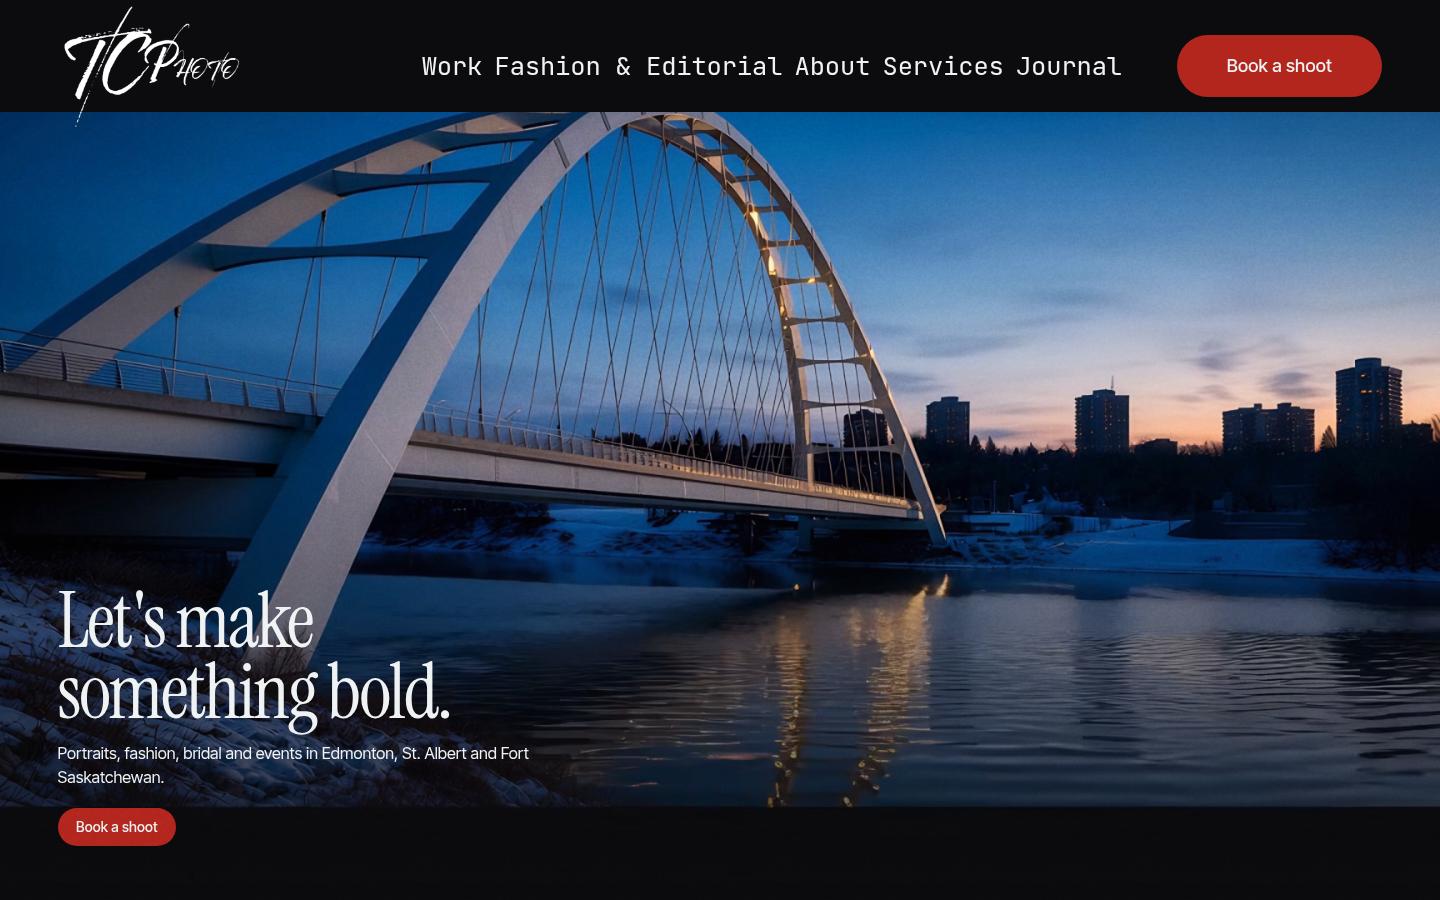 TCPHOTO
Work Fashion & Editorial About Services Journal
Book a shoot
Let's make
something bold.
Portraits, fashion, bridal and events in Edmonton, St. Albert and Fort
Saskatchewan.
Book a shoot